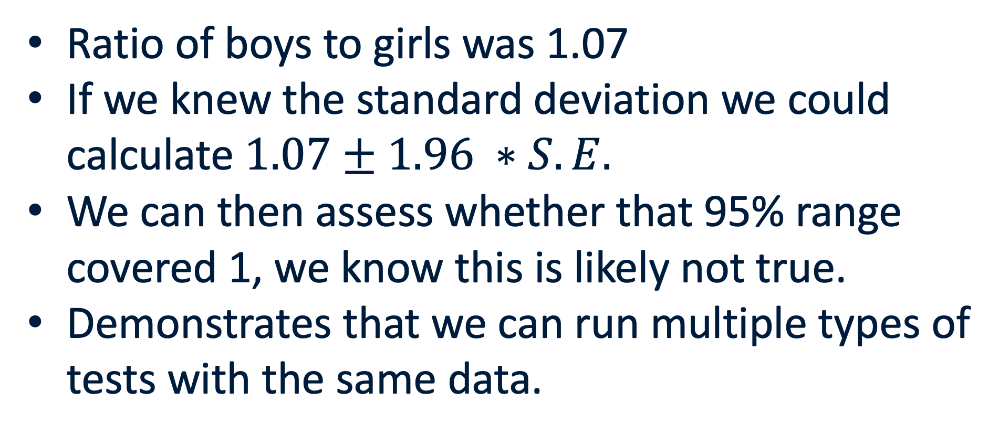 • Ratio of boys to girls was 1.07
• If we knew the standard deviation we could
calculate 1.07 ± 1.96 * S.E.
• We can then assess whether that 95% range
covered 1, we know this is likely not true.
• Demonstrates that we can run multiple types of
tests with the same data.